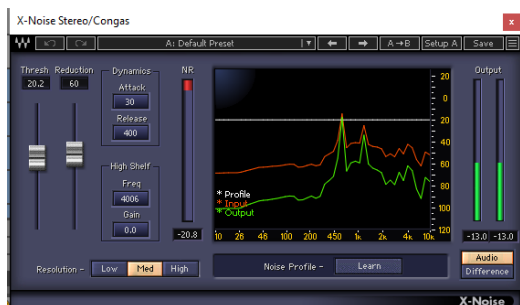 X-Noise Stereo/Congas
x
A: Default Preset
A→B
Setup A
Save
Thresh Reduction
20.2 60
Dynamics
Attack
30
Release
400
High Shelf
Freq
4006
Gain
0.0
NR
-20.8
20
0
20
40
60
80
100
120
* Profile
* Input
* Output
10 26 46 100 200 450 1k 2k 4k 10k
Output
-13.0 -13.0
Resolution - Low Med High
Noise Profile - Learn
Audio
Difference
X-Noise